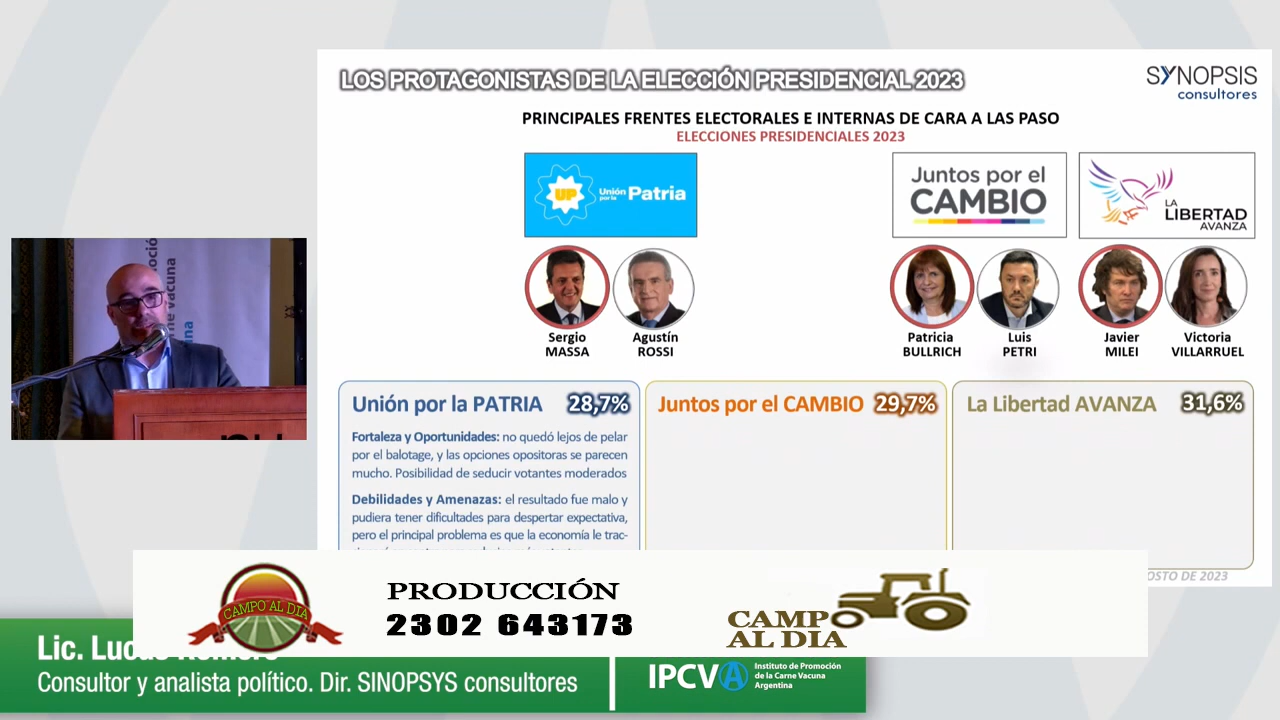 LOS PROTAGONISTAS DE LA ELECCIÓN PRESIDENCIAL 2023
SYNOPSIS
consultores
PRINCIPALES FRENTES ELECTORALES E INTERNAS DE CARA A LAS PASO
ELECCIONES PRESIDENCIALES 2023
UP Unión por la Patria
Juntos por el
CAMBIO
LA
LIBERTAD
AVANZA
Sergio
MASSA
Agustín
ROSSI
Patricia
BULLRICH
Luis
PETRI
Javier
MILEI
Victoria
VILLARRUEL
Unión por la PATRIA 28,7%
Fortaleza y Oportunidades: no quedó lejos de pelar
por el balotage, y las opciones opositoras se parecen
mucho. Posibilidad de seducir votantes moderados
Debilidades y Amenazas: el resultado fue malo y
pudiera tener dificultades para despertar expectativa,
pero el principal problema es que la economía le trac-
Juntos por el CAMBIO 29,7%
La Libertad AVANZA 31,6%
OSTO DE 2023
CAMPO AL DIA
PRODUCCIÓN
2302 643173
CAMPO
AL DIA
Lic. Lucas Romero
Consultor y analista político. Dir. SINOPSYS consultores
IPCVA
Instituto de Promoción
de la Carne Vacuna
Argentina